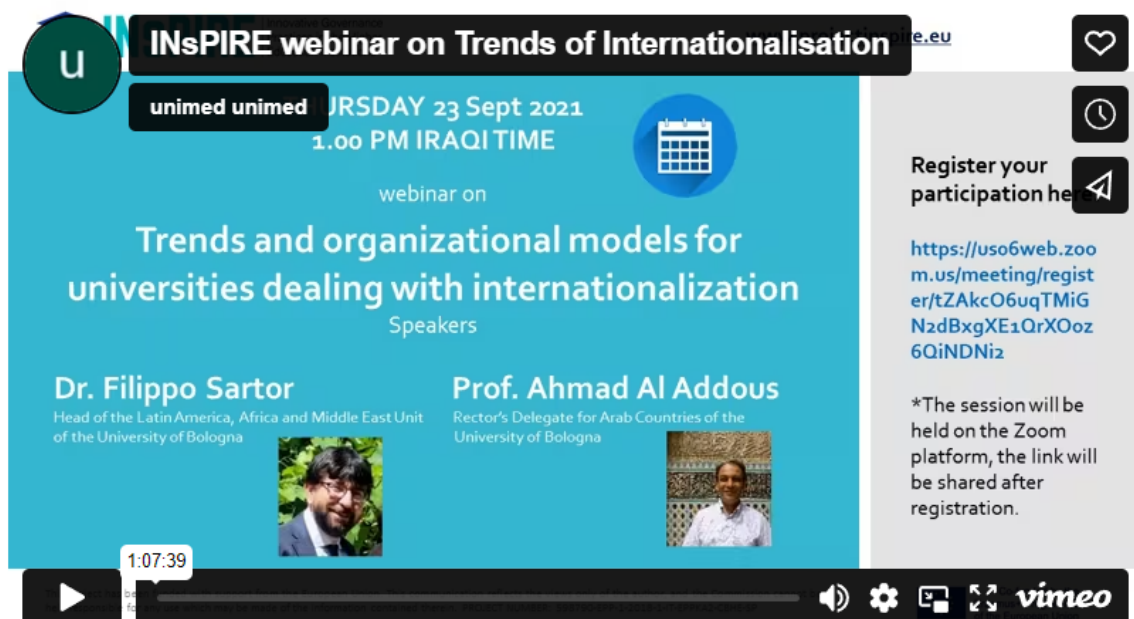 INsPIRE webinar on Trends of Internationalisation
re.eu
u
unimed unimed
THURSDAY 23 Sept 2021
1.00 PM IRAQI TIME
webinar on
Trends and organizational models for
universities dealing with internationalization
Speakers
Dr. Filippo Sartor
Head of the Latin America, Africa and Middle East Unit
of the University of Bologna
Prof. Ahmad Al Addous
Rector's Delegate for Arab Countries of the
University of Bologna
Register your
participation here
https://us06web.zoo
m.us/meeting/regist
er/tZAkcO6uqTMiG
N2dBxgXE1QrXOoz
6QiNDNi2
*The session will be
held on the Zoom
platform, the link will
be shared after
registration.
1:07:39
vimeo